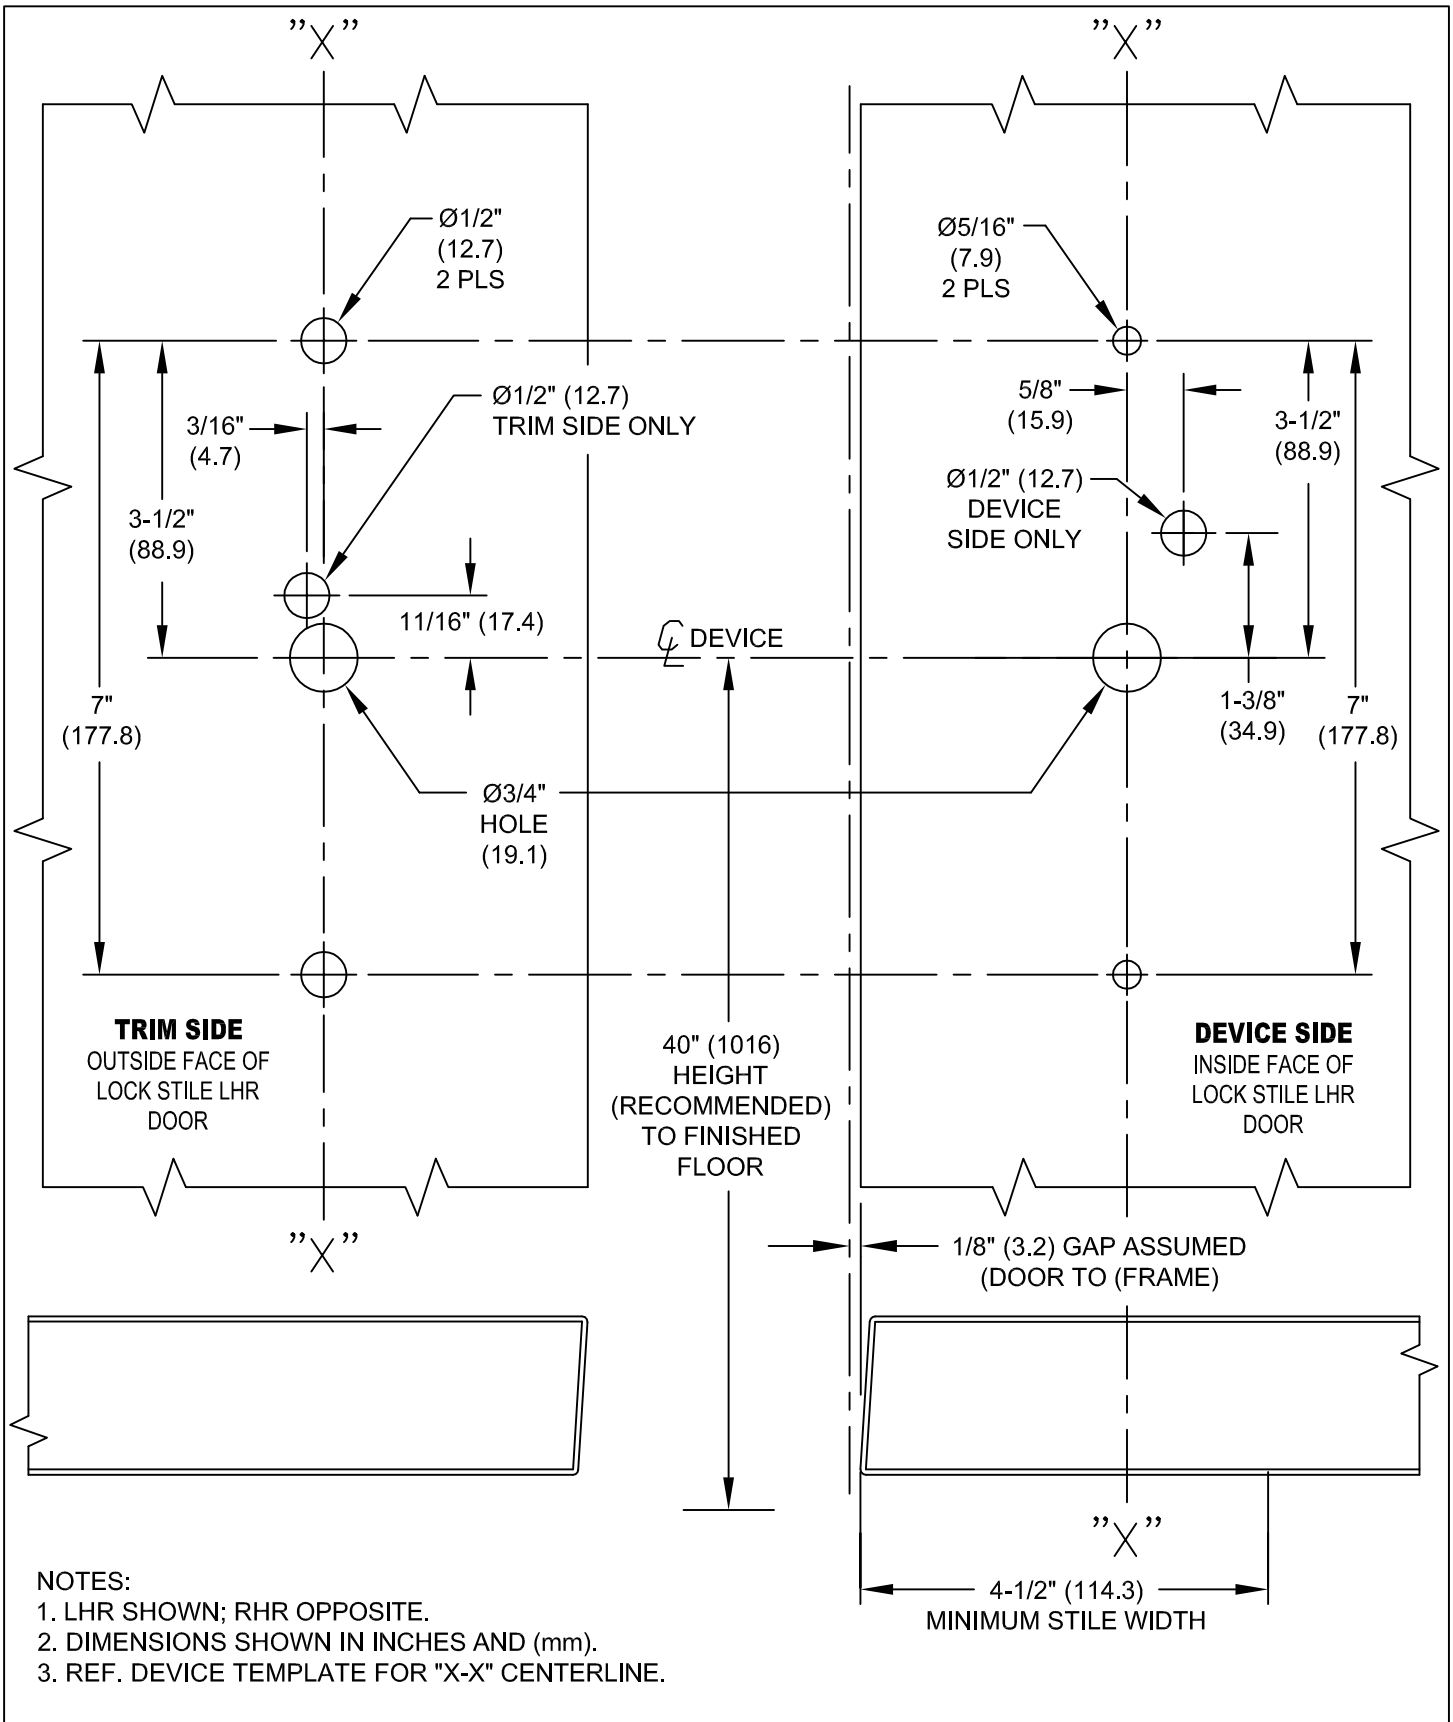 "X"
"X"
Ø1/2"
(12.7)
2 PLS
Ø5/16"
(7.9)
2 PLS
3/16"
(4.7)
Ø1/2" (12.7)
TRIM SIDE ONLY
5/8"
(15.9)
3-1/2"
(88.9)
3-1/2"
(88.9)
Ø1/2" (12.7)
DEVICE
SIDE ONLY
11/16" (17.4)
℄ DEVICE
7"
(177.8)
1-3/8"
(34.9)
7"
(177.8)
Ø3/4"
HOLE
(19.1)
TRIM SIDE
OUTSIDE FACE OF
LOCK STILE LHR
DOOR
40" (1016)
HEIGHT
(RECOMMENDED)
TO FINISHED
FLOOR
DEVICE SIDE
INSIDE FACE OF
LOCK STILE LHR
DOOR
"X"
1/8" (3.2) GAP ASSUMED
(DOOR TO (FRAME)
"X"
4-1/2" (114.3)
MINIMUM STILE WIDTH
NOTES:
1. LHR SHOWN; RHR OPPOSITE.
2. DIMENSIONS SHOWN IN INCHES AND (mm).
3. REF. DEVICE TEMPLATE FOR "X-X" CENTERLINE.